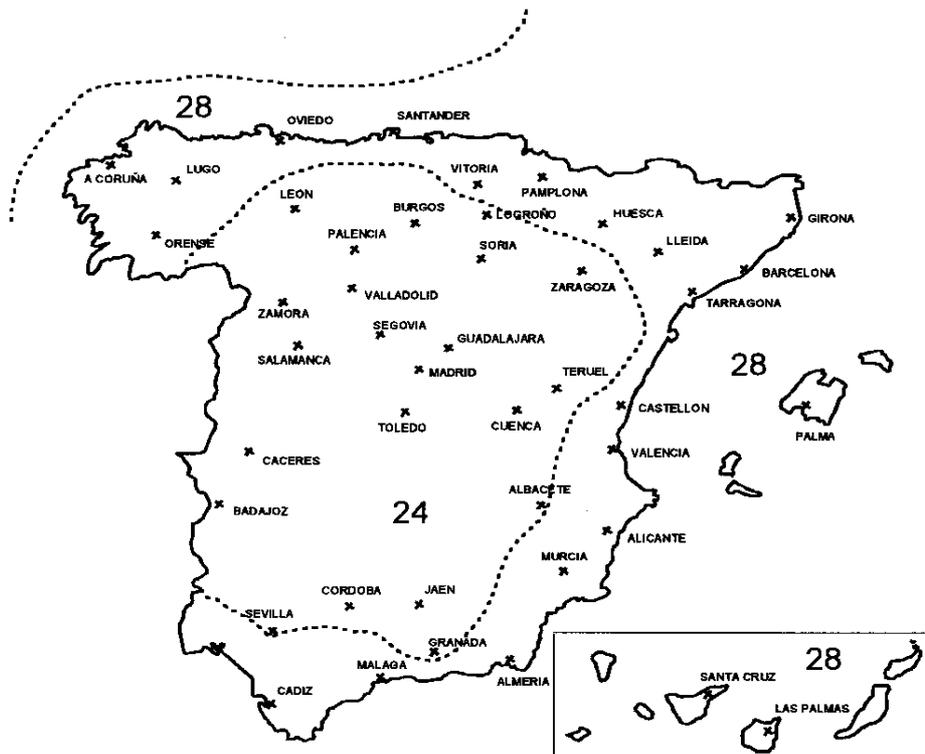 28
OVIEDO
SANTANDER
A CORUÑA
LUGO
VITORIA
PAMPLONA
LEON
BURGOS
LOGROÑO
HUESCA
GIRONA
ORENSE
PALENCIA
SORIA
LLEIDA
ZARAGOZA
BARCELONA
VALLADOLID
TARRAGONA
ZAMORA
SEGOVIA
GUADALAJARA
SALAMANCA
MADRID
TERUEL
28
TOLEDO
CUENCA
CASTELLON
PALMA
CACERES
VALENCIA
ALBACETE
BADAJOZ
24
ALICANTE
MURCIA
CORDOBA
JAEN
SEVILLA
GRANADA
MALAGA
ALMERIA
CADIZ
28
SANTA CRUZ
LAS PALMAS